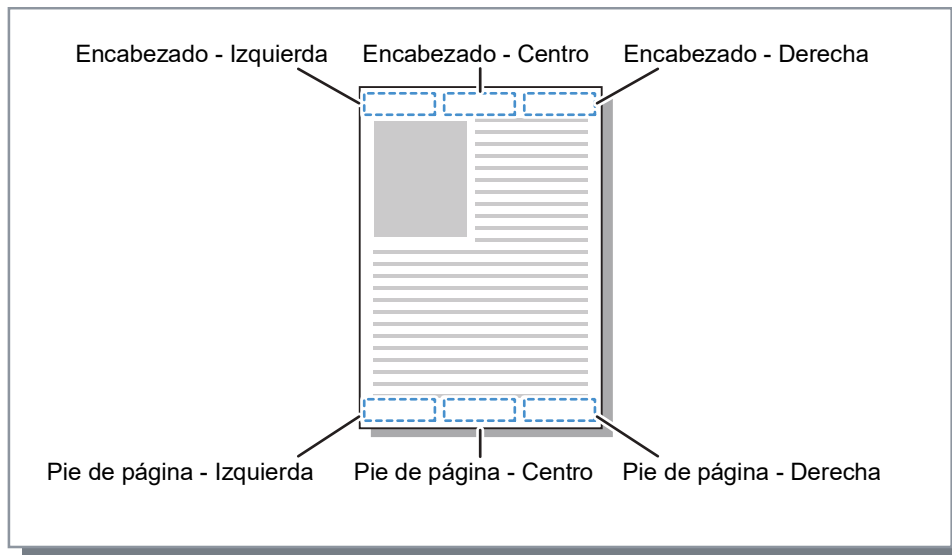 Encabezado - Izquierda Encabezado - Centro Encabezado - Derecha
Pie de página - Izquierda Pie de página - Centro Pie de página - Derecha